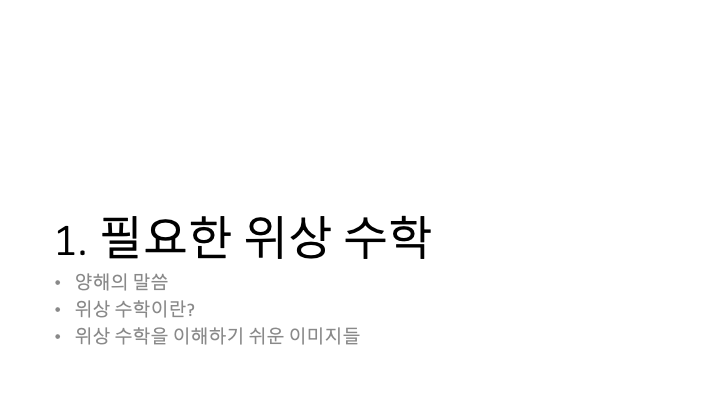 1. 필요한 위상 수학
• 양해의 말씀
• 위상 수학이란?
• 위상 수학을 이해하기 쉬운 이미지들